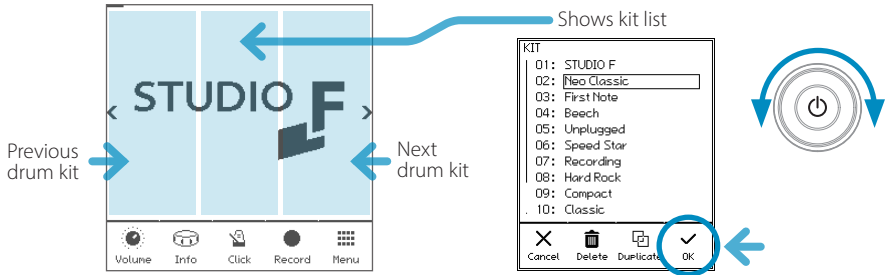 Shows kit list
STUDIO F
Previous
drum kit
Next
drum kit
Volume Info Click Record Menu
KIT
01: STUDIO F
02: Neo Classic
03: First Note
04: Beech
05: Unplugged
06: Speed Star
07: Recording
08: Hard Rock
09: Compact
10: Classic
Cancel Delete Duplicate OK